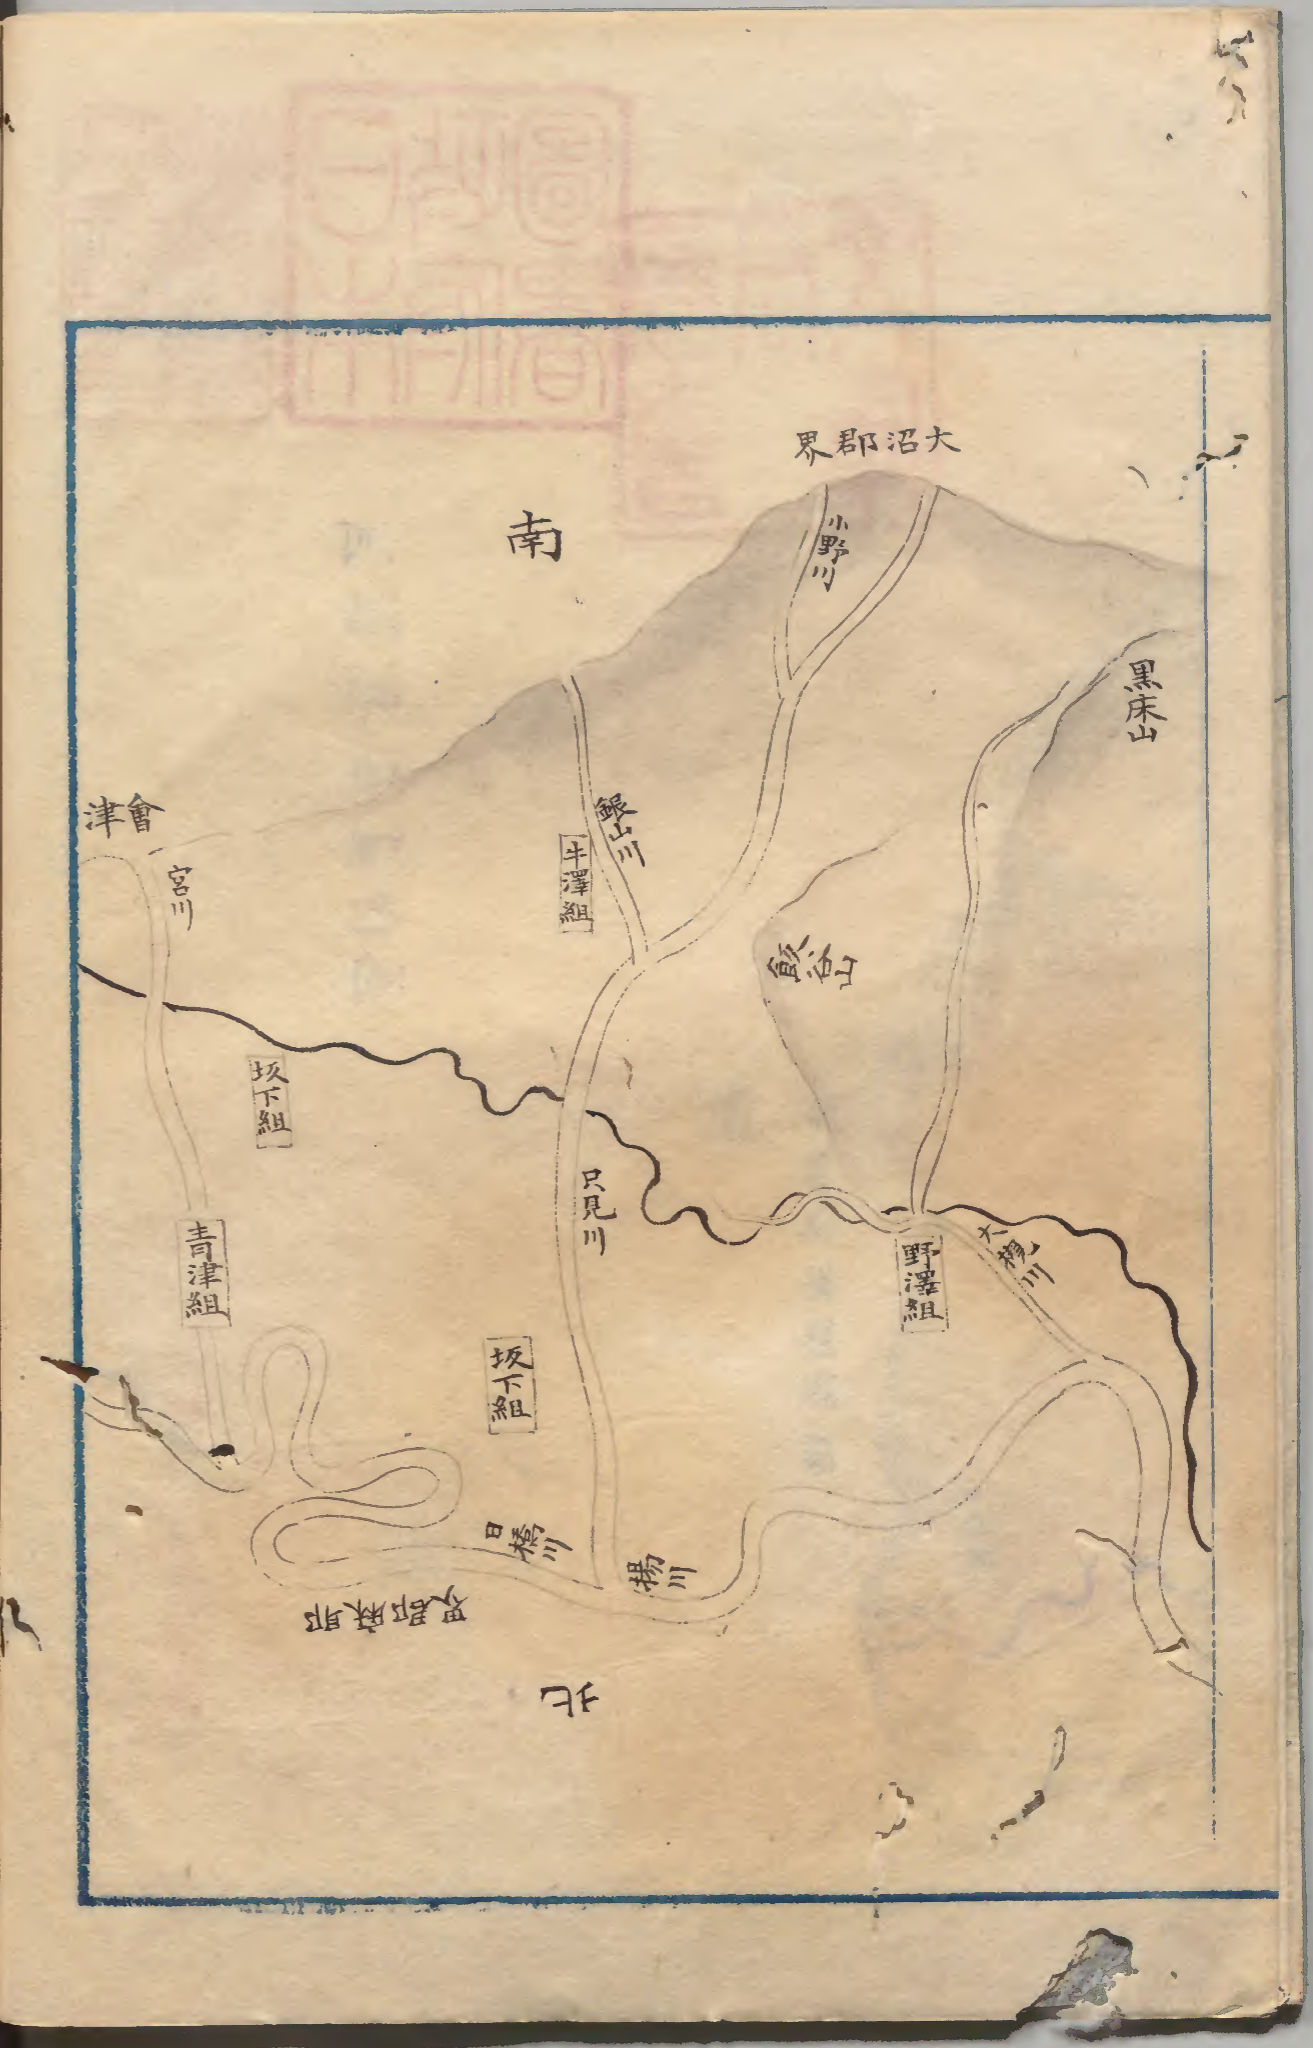 大沼郡界
南
小野川
黒床山
銀山川
牛澤組
會津
宮川
飯谷山
坂下組
只見川
青津組
野澤組
大槐川
坂下組
日橋川
揚川
耶麻郡界
北